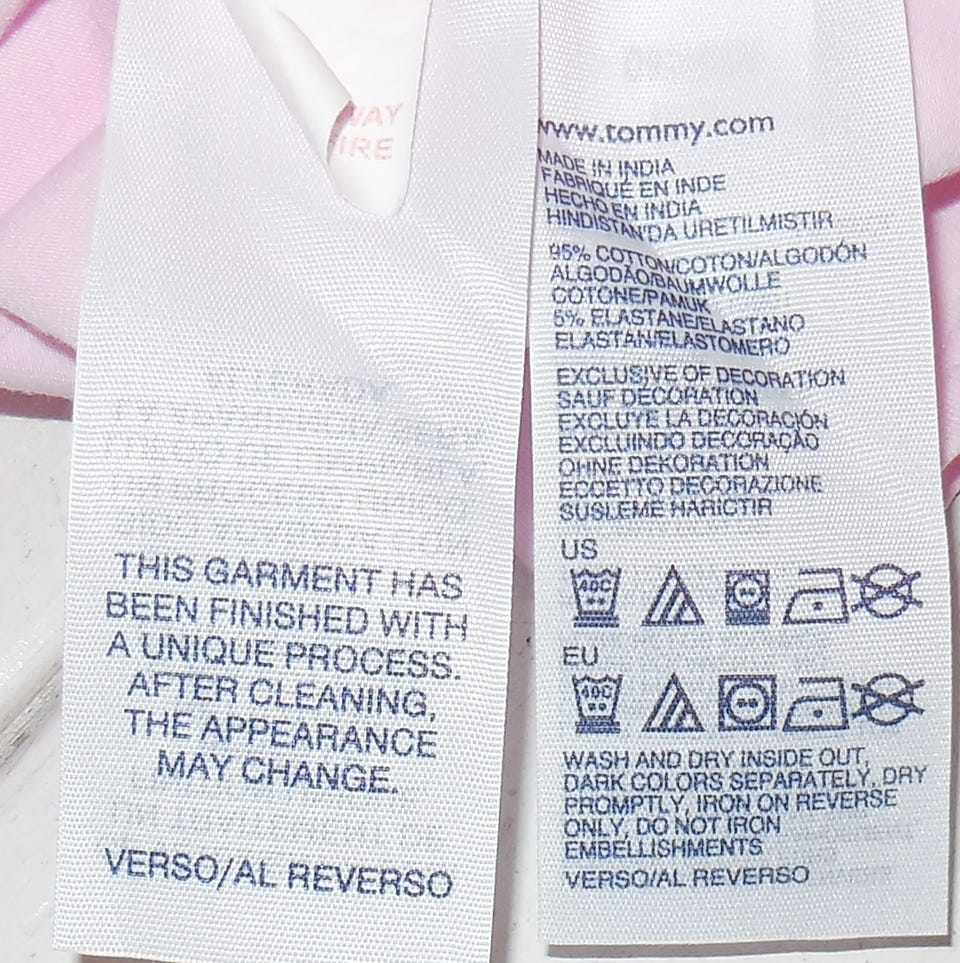 WAY
FIRE
THIS GARMENT HAS
BEEN FINISHED WITH
A UNIQUE PROCESS.
AFTER CLEANING,
THE APPEARANCE
MAY CHANGE.
VERSO/AL REVERSO
www.tommy.com
MADE IN INDIA
FABRIQUÉ EN INDE
HECHO EN INDIA
HINDISTAN'DA URETILMISTIR
95% COTTON/COTON/ALGODÓN
ALGODÃO/BAUMWOLLE
COTONE/PAMUK
5% ELASTANE/ELASTANO
ELASTAN/ELASTOMERO
EXCLUSIVE OF DECORATION
SAUF DÉCORATION
EXCLUYE LA DECORACIÓN
EXCLUINDO DECORAÇÃO
OHNE DEKORATION
ECCETTO DECORAZIONE
SUSLEME HARICTIR
US
40C
EU
40C
WASH AND DRY INSIDE OUT,
DARK COLORS SEPARATELY, DRY
PROMPTLY, IRON ON REVERSE
ONLY, DO NOT IRON
EMBELLISHMENTS
VERSO/AL REVERSO